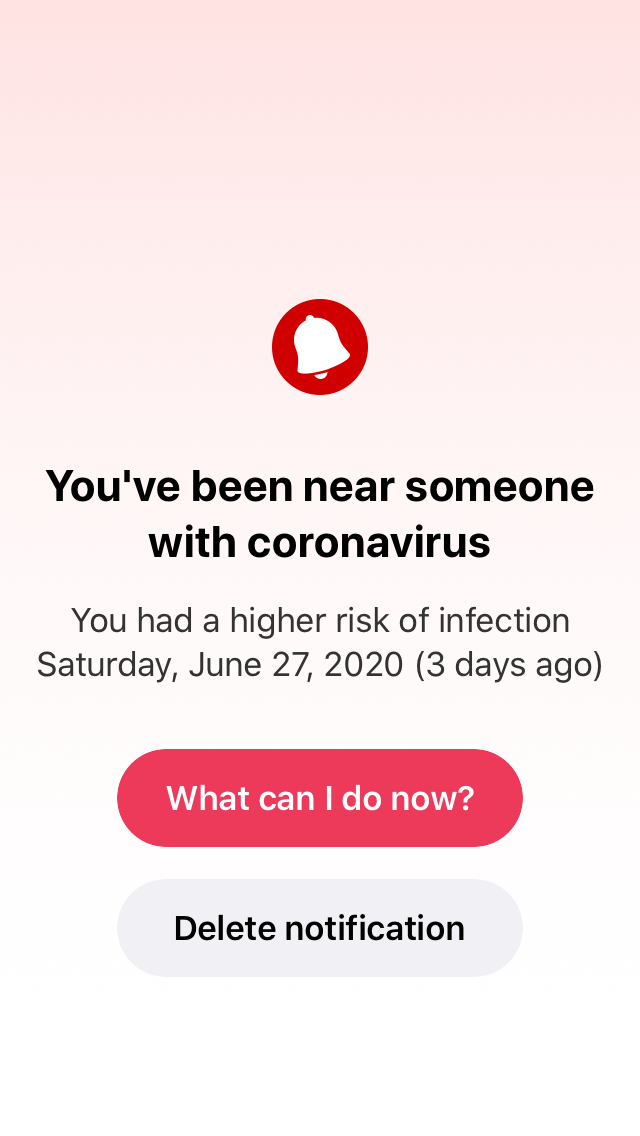 You've been near someone
with coronavirus
You had a higher risk of infection
Saturday, June 27, 2020 (3 days ago)
What can I do now?
Delete notification